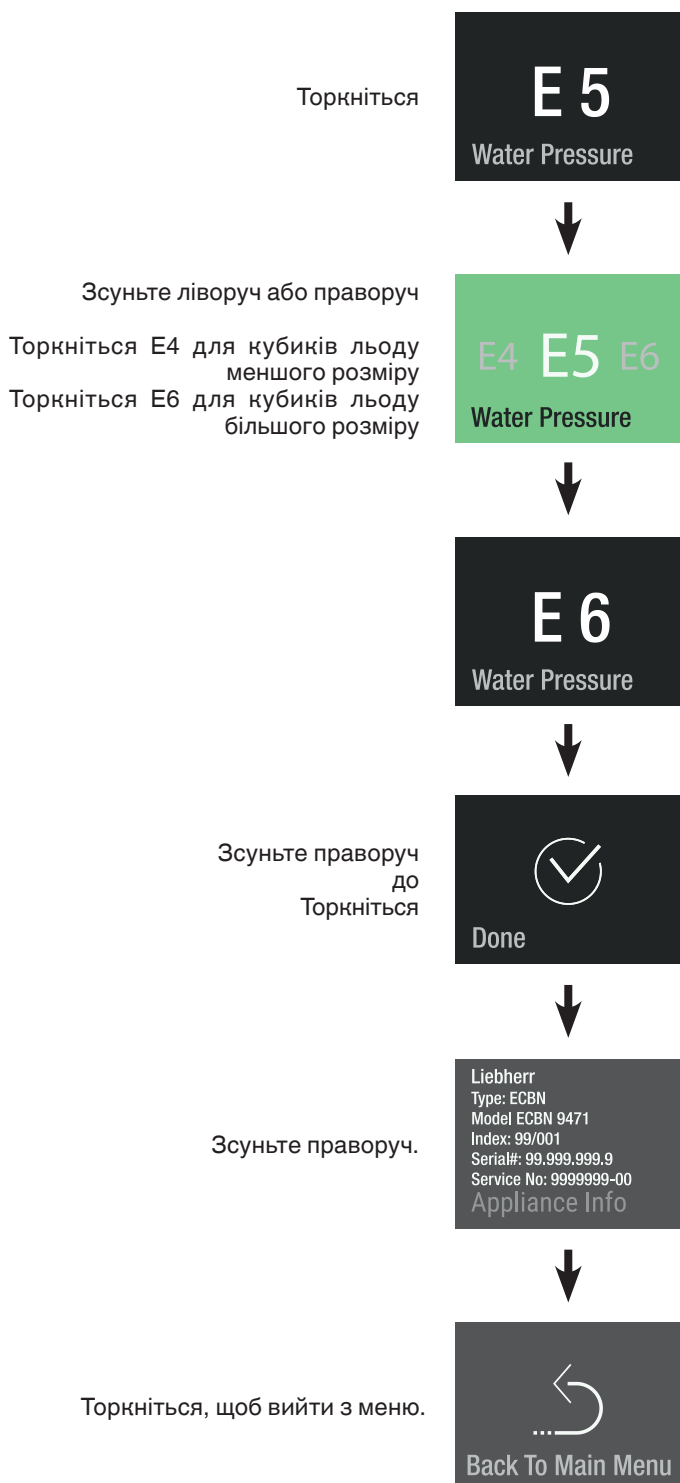 Торкніться
E 5
Water Pressure
Зсуньте ліворуч або праворуч
Торкніться E4 для кубиків льоду
меншого розміру
Торкніться E6 для кубиків льоду
більшого розміру
E4 E5 E6
Water Pressure
E 6
Water Pressure
Зсуньте праворуч
до
Торкніться
Done
Зсуньте праворуч.
Liebherr
Type: ECBN
Model ECBN 9471
Index: 99/001
Serial#: 99.999.999.9
Service No: 9999999-00
Appliance Info
Торкніться, щоб вийти з меню.
Back To Main Menu